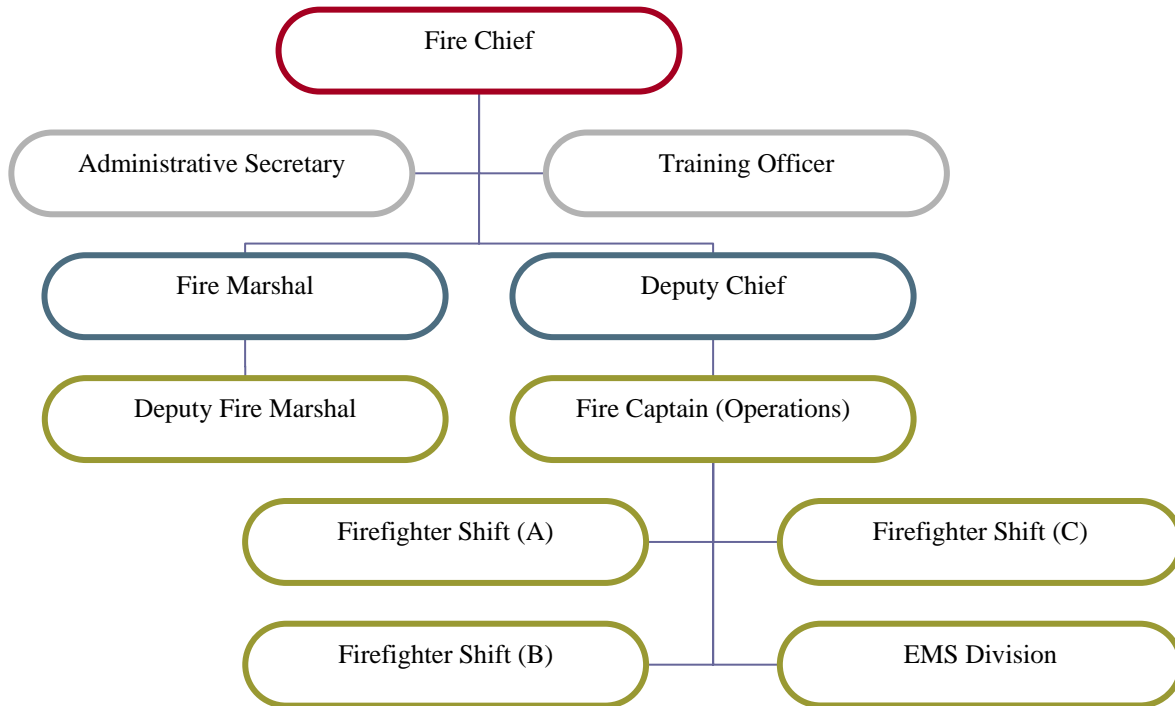 Fire Chief
Administrative Secretary
Training Officer
Fire Marshal
Deputy Chief
Deputy Fire Marshal
Fire Captain (Operations)
Firefighter Shift (A)
Firefighter Shift (C)
Firefighter Shift (B)
EMS Division